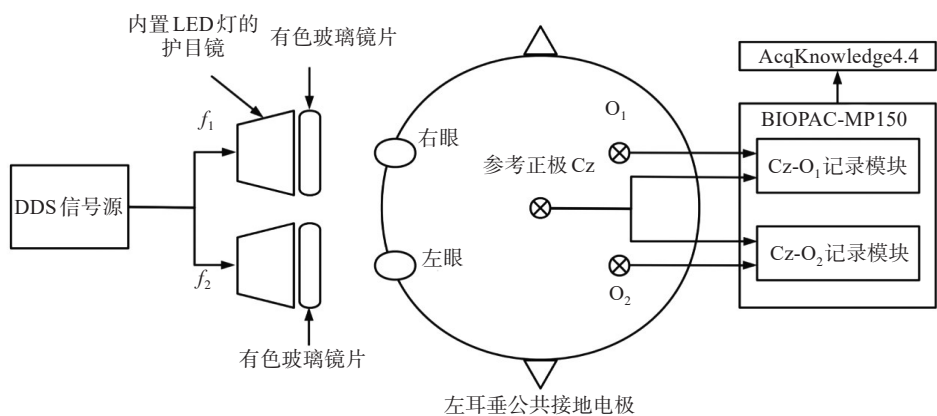 内置LED灯的
护目镜
有色玻璃镜片
f₁
DDS信号源
f₂
有色玻璃镜片
右眼
左眼
O₁
参考正极Cz
O₂
左耳垂公共接地电极
AcqKnowledge4.4
BIOPAC-MP150
Cz-O₁记录模块
Cz-O₂记录模块